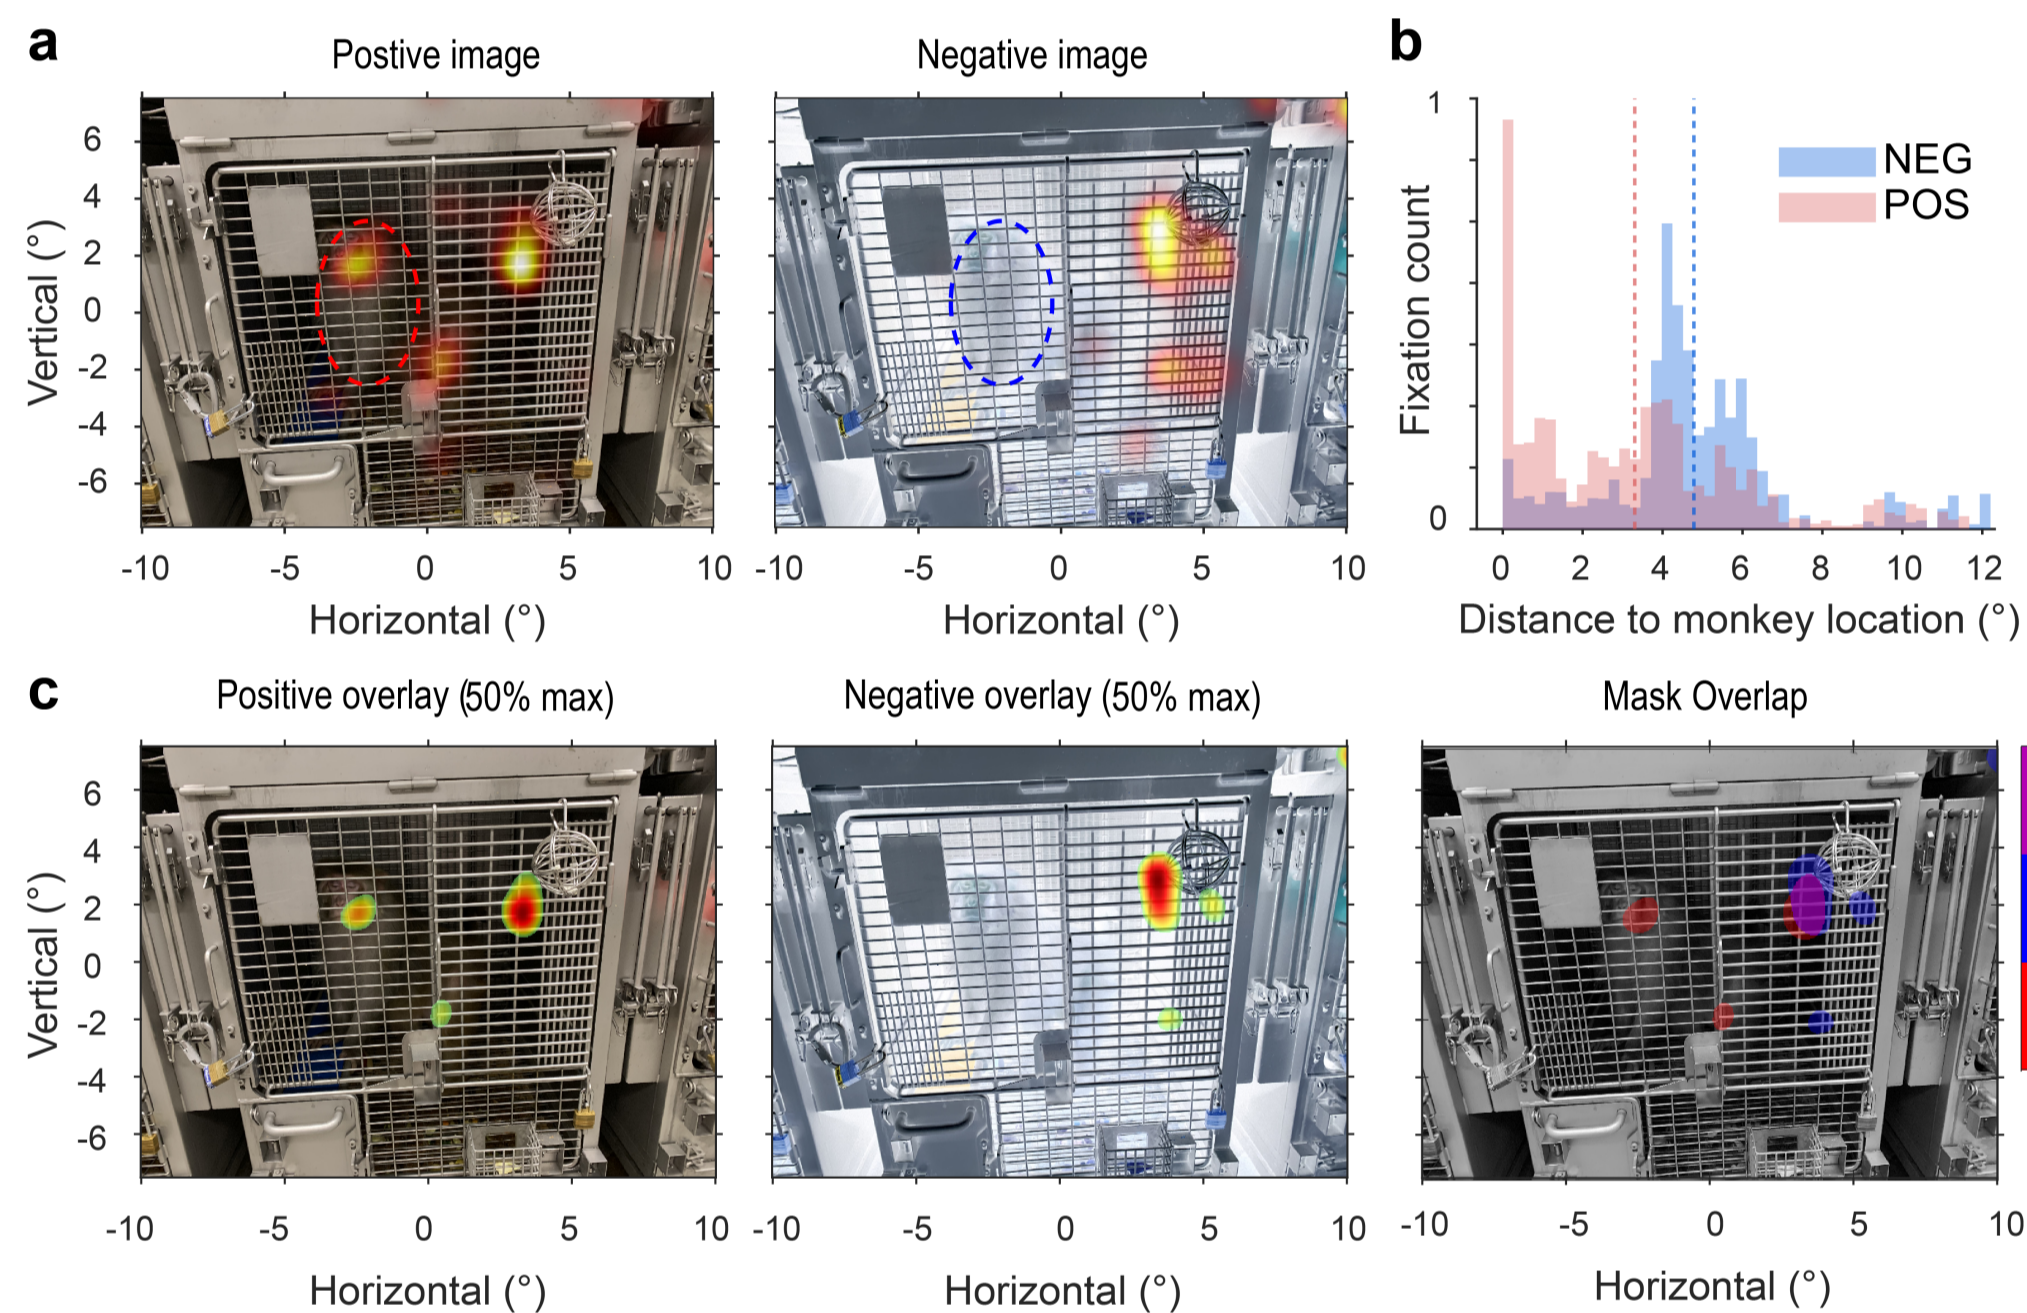 a
Postive image
Negative image
b
Vertical (°)
6
4
2
0
-2
-4
-6
-10 -5 0 5 10
Horizontal (°)
-10 -5 0 5 10
Horizontal (°)
Fixation count
1
0
NEG
POS
0 2 4 6 8 10 12
Distance to monkey location (°)
c
Positive overlay (50% max)
Negative overlay (50% max)
Mask Overlap
Vertical (°)
6
4
2
0
-2
-4
-6
-10 -5 0 5 10
Horizontal (°)
-10 -5 0 5 10
Horizontal (°)
-10 -5 0 5 10
Horizontal (°)